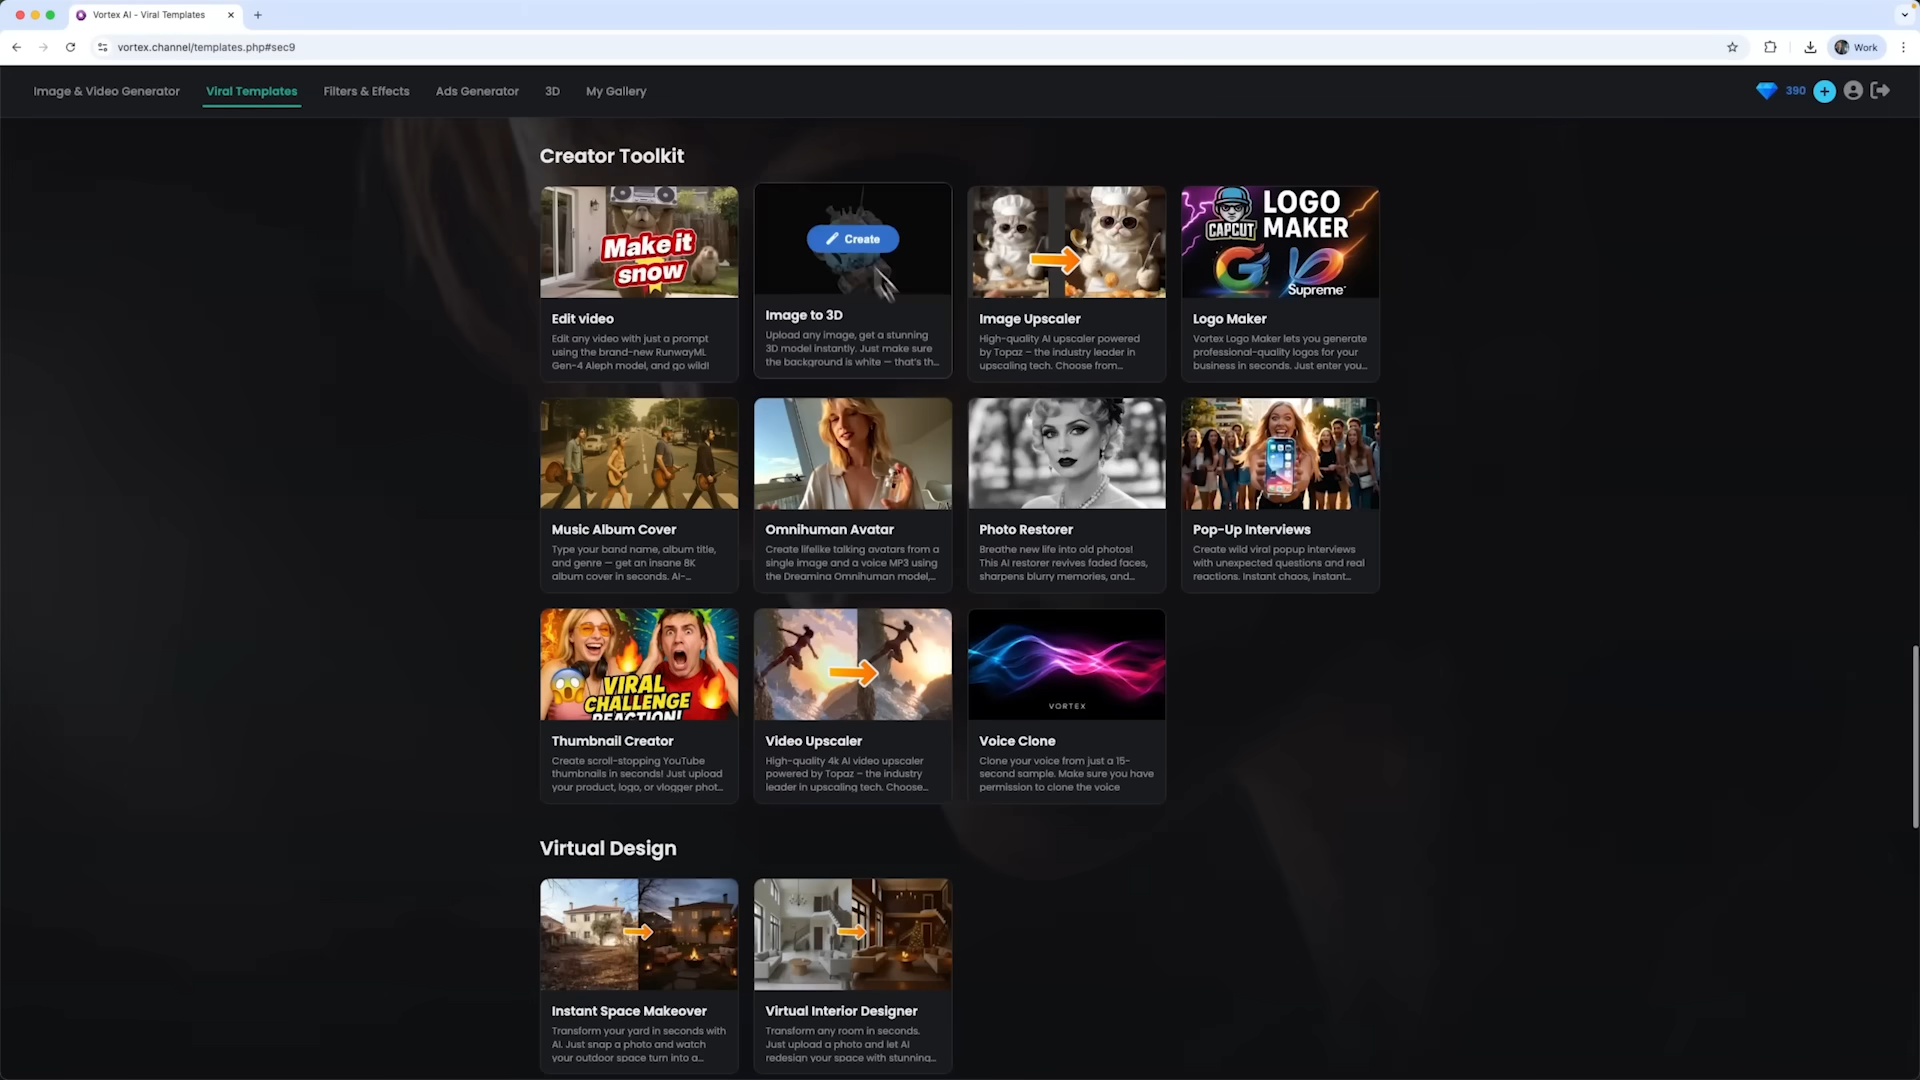 Vortex AI - Viral Templates
vortex.channel/templates.php#sec9
Work
Image & Video Generator
Viral Templates
Filters & Effects
Ads Generator
3D
My Gallery
390
Creator Toolkit
Make it
snow
Edit video
Edit any video with just a prompt
using the brand-new RunwayML
Gen-4 Aleph model, and go wild!
Create
Image to 3D
Upload any image, get a stunning
3D model instantly. Just make sure
the background is white — that's th...
Image Upscaler
High-quality AI upscaler powered
by Topaz – the industry leader in
upscaling tech. Choose from...
CAPCUT
LOGO
MAKER
G
Supreme
Logo Maker
Vortex Logo Maker lets you generate
professional-quality logos for your
business in seconds. Just enter you...
Music Album Cover
Type your band name, album title,
and genre — get an insane 8K
album cover in seconds. AI-...
Omnihuman Avatar
Create lifelike talking avatars from a
single image and a voice MP3 using
the Dreamina Omnihuman model,...
Photo Restorer
Breathe new life into old photos!
This AI restorer revives faded faces,
sharpens blurry memories, and...
Pop-Up Interviews
Create wild viral popup interviews
with unexpected questions and real
reactions. Instant chaos, instant...
VIRAL
CHALLENGE
REACTION!
Thumbnail Creator
Create scroll-stopping YouTube
thumbnails in seconds! Just upload
your product, logo, or vlogger phot...
Video Upscaler
High-quality 4k AI video upscaler
powered by Topaz – the industry
leader in upscaling tech. Choose...
VORTEX
Voice Clone
Clone your voice from just a 15-
second sample. Make sure you have
permission to clone the voice
Virtual Design
Instant Space Makeover
Transform your yard in seconds with
AI. Just snap a photo and watch
your outdoor space turn into a...
Virtual Interior Designer
Transform any room in seconds.
Just upload a photo and let AI
redesign your space with stunning...